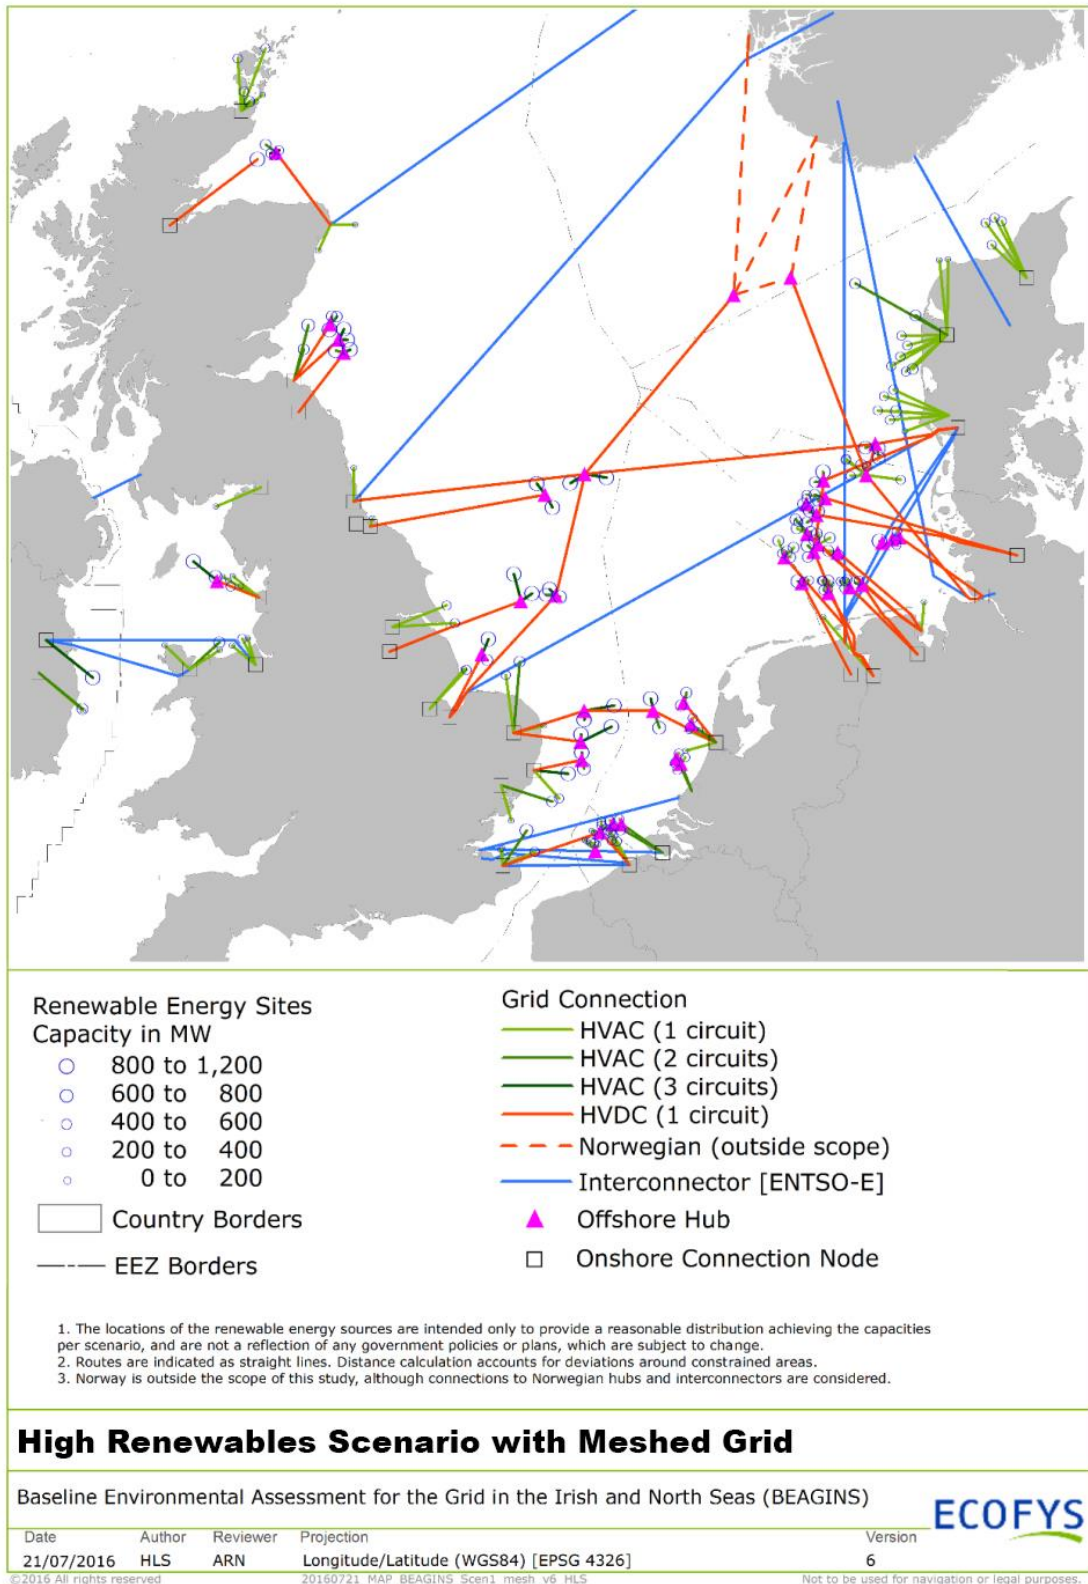 Renewable Energy Sites
Capacity in MW
800 to 1,200
600 to 800
400 to 600
200 to 400
0 to 200
Country Borders
EEZ Borders
Grid Connection
HVAC (1 circuit)
HVAC (2 circuits)
HVAC (3 circuits)
HVDC (1 circuit)
Norwegian (outside scope)
Interconnector [ENTSO-E]
Offshore Hub
Onshore Connection Node
1. The locations of the renewable energy sources are intended only to provide a reasonable distribution achieving the capacities
per scenario, and are not a reflection of any government policies or plans, which are subject to change.
2. Routes are indicated as straight lines. Distance calculation accounts for deviations around constrained areas.
3. Norway is outside the scope of this study, although connections to Norwegian hubs and interconnectors are considered.
High Renewables Scenario with Meshed Grid
Baseline Environmental Assessment for the Grid in the Irish and North Seas (BEAGINS)
ECOFYS
Date Author Reviewer Projection Version
21/07/2016 HLS ARN Longitude/Latitude (WGS84) [EPSG 4326] 6
©2016 All rights reserved 20160721_MAP_BEAGINS_Scen1_mesh_v6_HLS Not to be used for navigation or legal purposes.